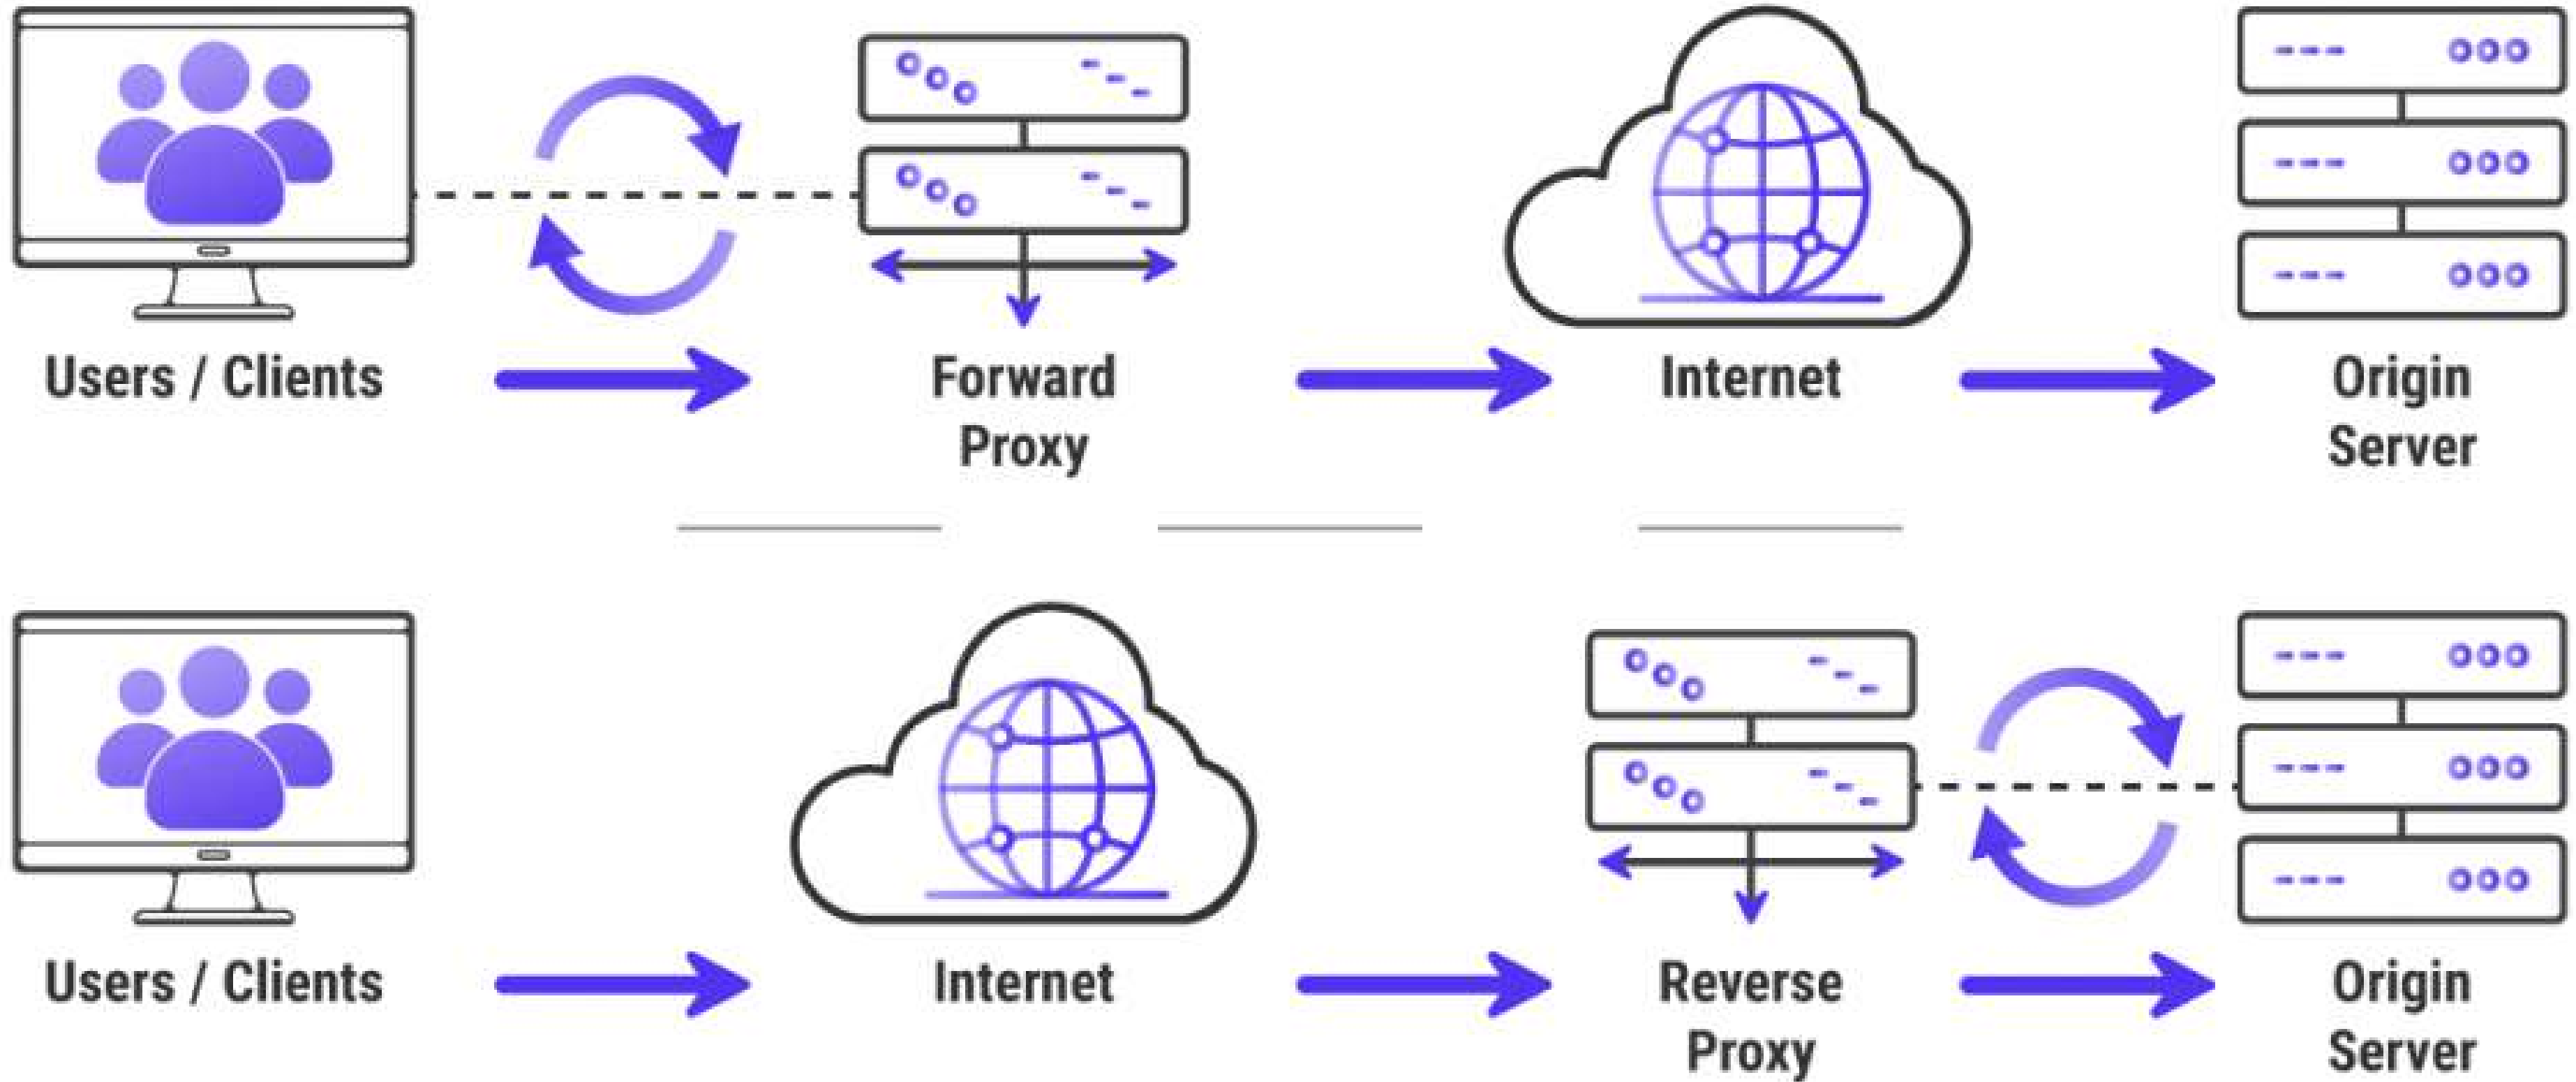 Users / Clients
Forward
Proxy
Internet
Origin
Server
Users / Clients
Internet
Reverse
Proxy
Origin
Server